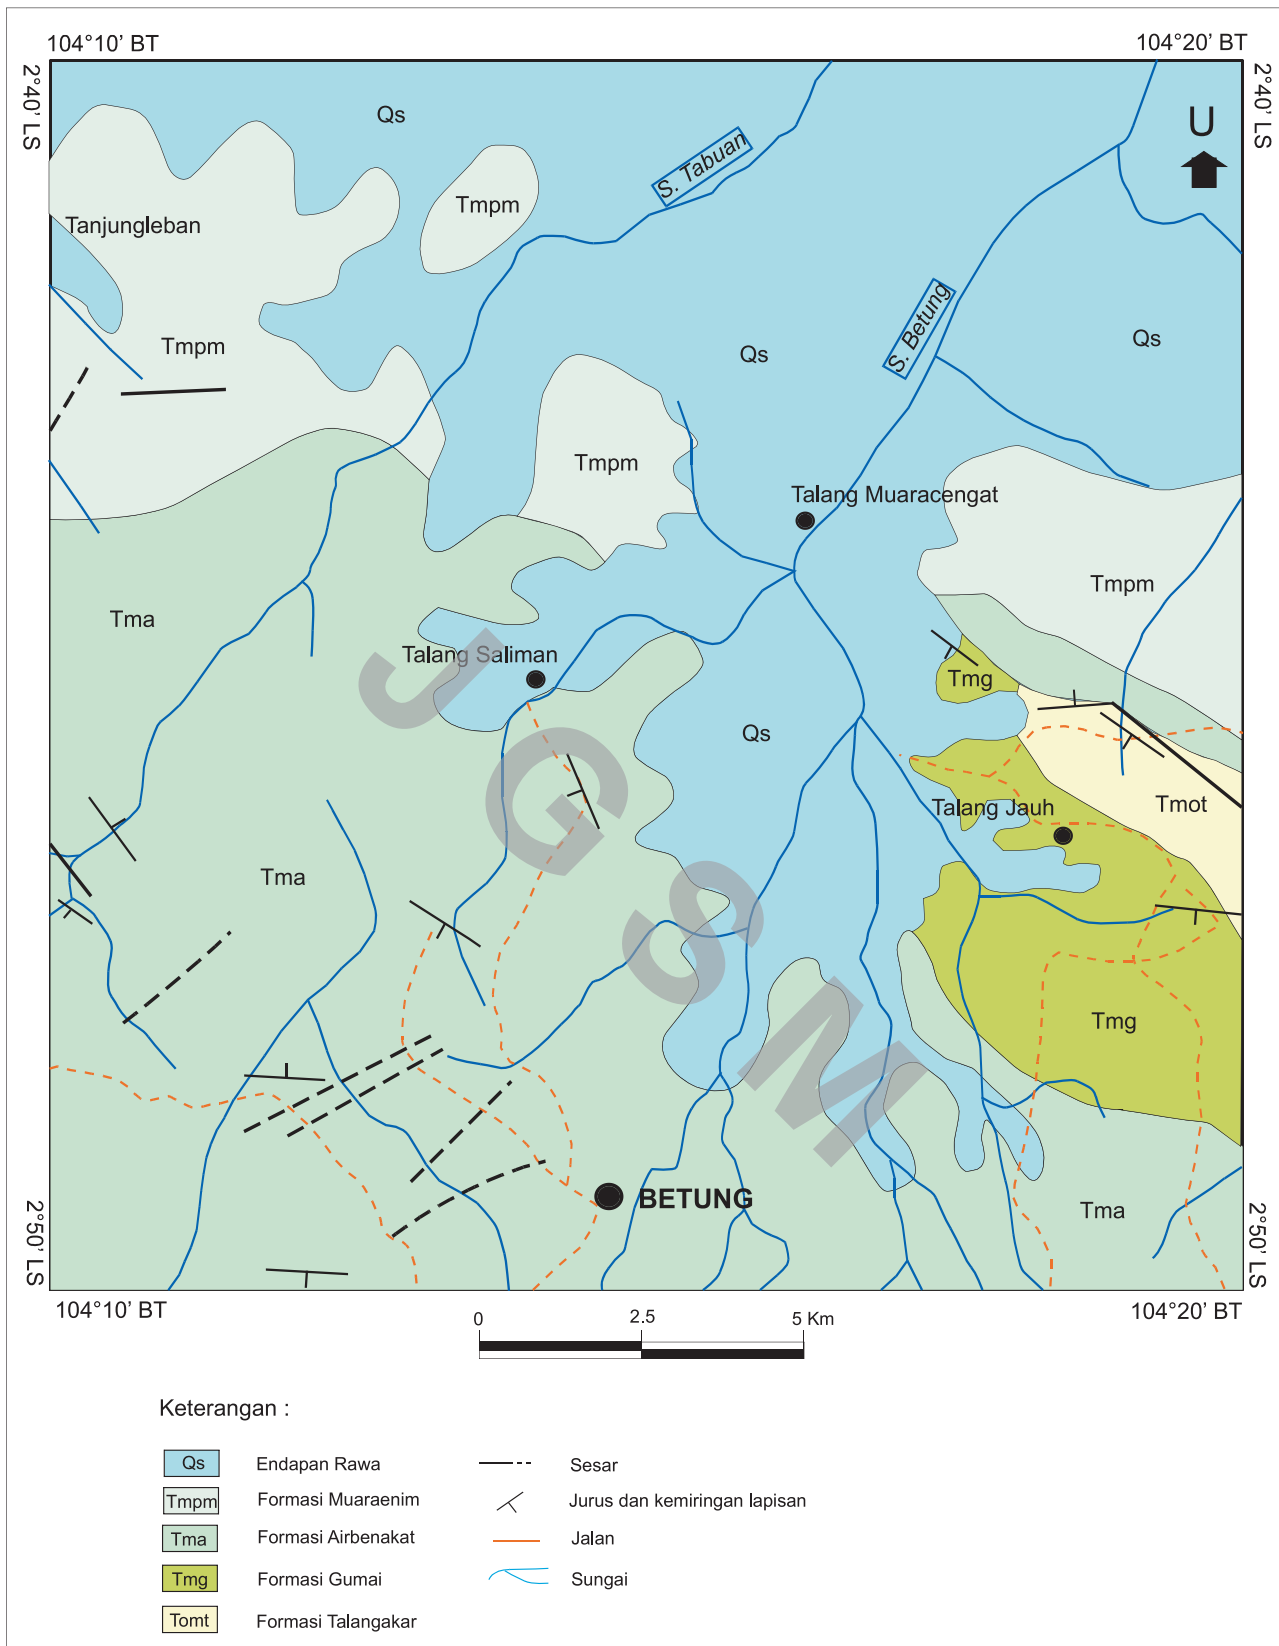 104°10’ BT
104°20’ BT
2°40’ LS
2°40’ LS
Qs
U
S. Tabuan
Tmpm
Tanjungleban
S. Betung
Qs
Tmpm
Qs
Tmpm
Talang Muaracengat
Tmpm
Tma
Talang Saliman
Tmg
Qs
Tmot
Talang Jauh
Tma
Tmg
BETUNG
Tma
JGSM
2°50’ LS
2°50’ LS
104°10’ BT
104°20’ BT
0
2.5
5 Km
Keterangan :
Qs Endapan Rawa
Sesar
Tmpm Formasi Muaraenim
Jurus dan kemiringan lapisan
Tma Formasi Airbenakat
Jalan
Tmg Formasi Gumai
Sungai
Tomt Formasi Talangakar